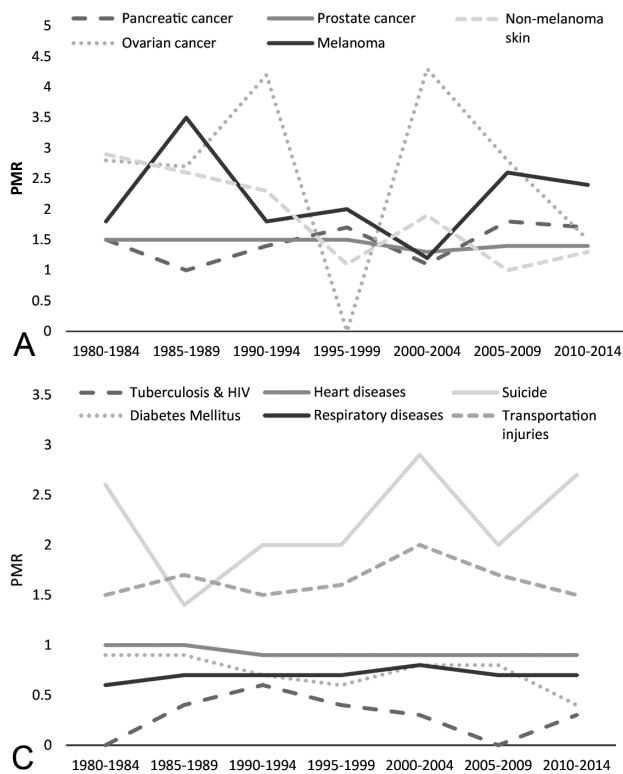 Pancreatic cancer
Prostate cancer
Non-melanoma
skin
Ovarian cancer
Melanoma
5
4.5
4
3.5
3
2.5
2
1.5
1
0.5
0
PMR
1980-1984 1985-1989 1990-1994 1995-1999 2000-2004 2005-2009 2010-2014
A
Tuberculosis & HIV
Heart diseases
Suicide
Diabetes Mellitus
Respiratory diseases
Transportation
injuries
3.5
3
2.5
2
1.5
1
0.5
0
PMR
1980-1984 1985-1989 1990-1994 1995-1999 2000-2004 2005-2009 2010-2014
C